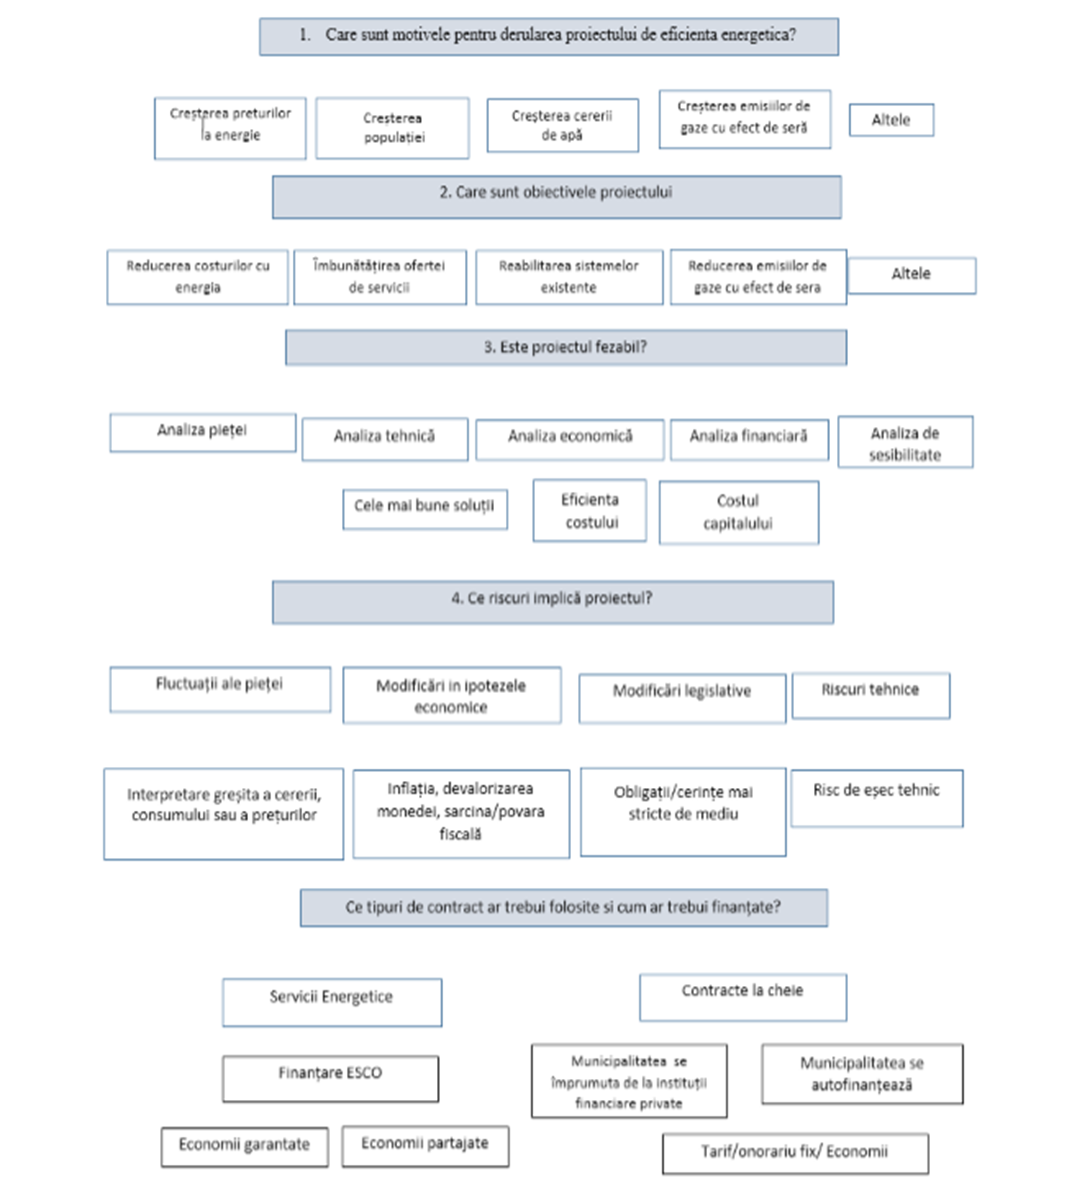 1. Care sunt motivele pentru derularea proiectului de eficienta energetica?
Creșterea preturilor
la energie
Creșterea
populației
Creșterea cererii
de apă
Creșterea emisiilor de
gaze cu efect de seră
Altele
2. Care sunt obiectivele proiectului
Reducerea costurilor cu
energia
Îmbunătățirea ofertei
de servicii
Reabilitarea sistemelor
existente
Reducerea emisiilor de
gaze cu efect de sera
Altele
3. Este proiectul fezabil?
Analiza pieței
Analiza tehnică
Analiza economică
Analiza financiară
Analiza de
sesibilitate
Cele mai bune soluții
Eficienta
costului
Costul
capitalului
4. Ce riscuri implică proiectul?
Fluctuații ale pieței
Modificări in ipotezele
economice
Modificări legislative
Riscuri tehnice
Interpretare greșita a cererii,
consumului sau a prețurilor
Inflația, devalorizarea
monedei, sarcina/povara
fiscală
Obligații/cerințe mai
stricte de mediu
Risc de eșec tehnic
Ce tipuri de contract ar trebui folosite si cum ar trebui finanțate?
Servicii Energetice
Contracte la cheie
Finanțare ESCO
Municipalitatea se
împrumuta de la instituții
financiare private
Municipalitatea se
autofinanțează
Economii garantate
Economii partajate
Tarif/onorariu fix/ Economii